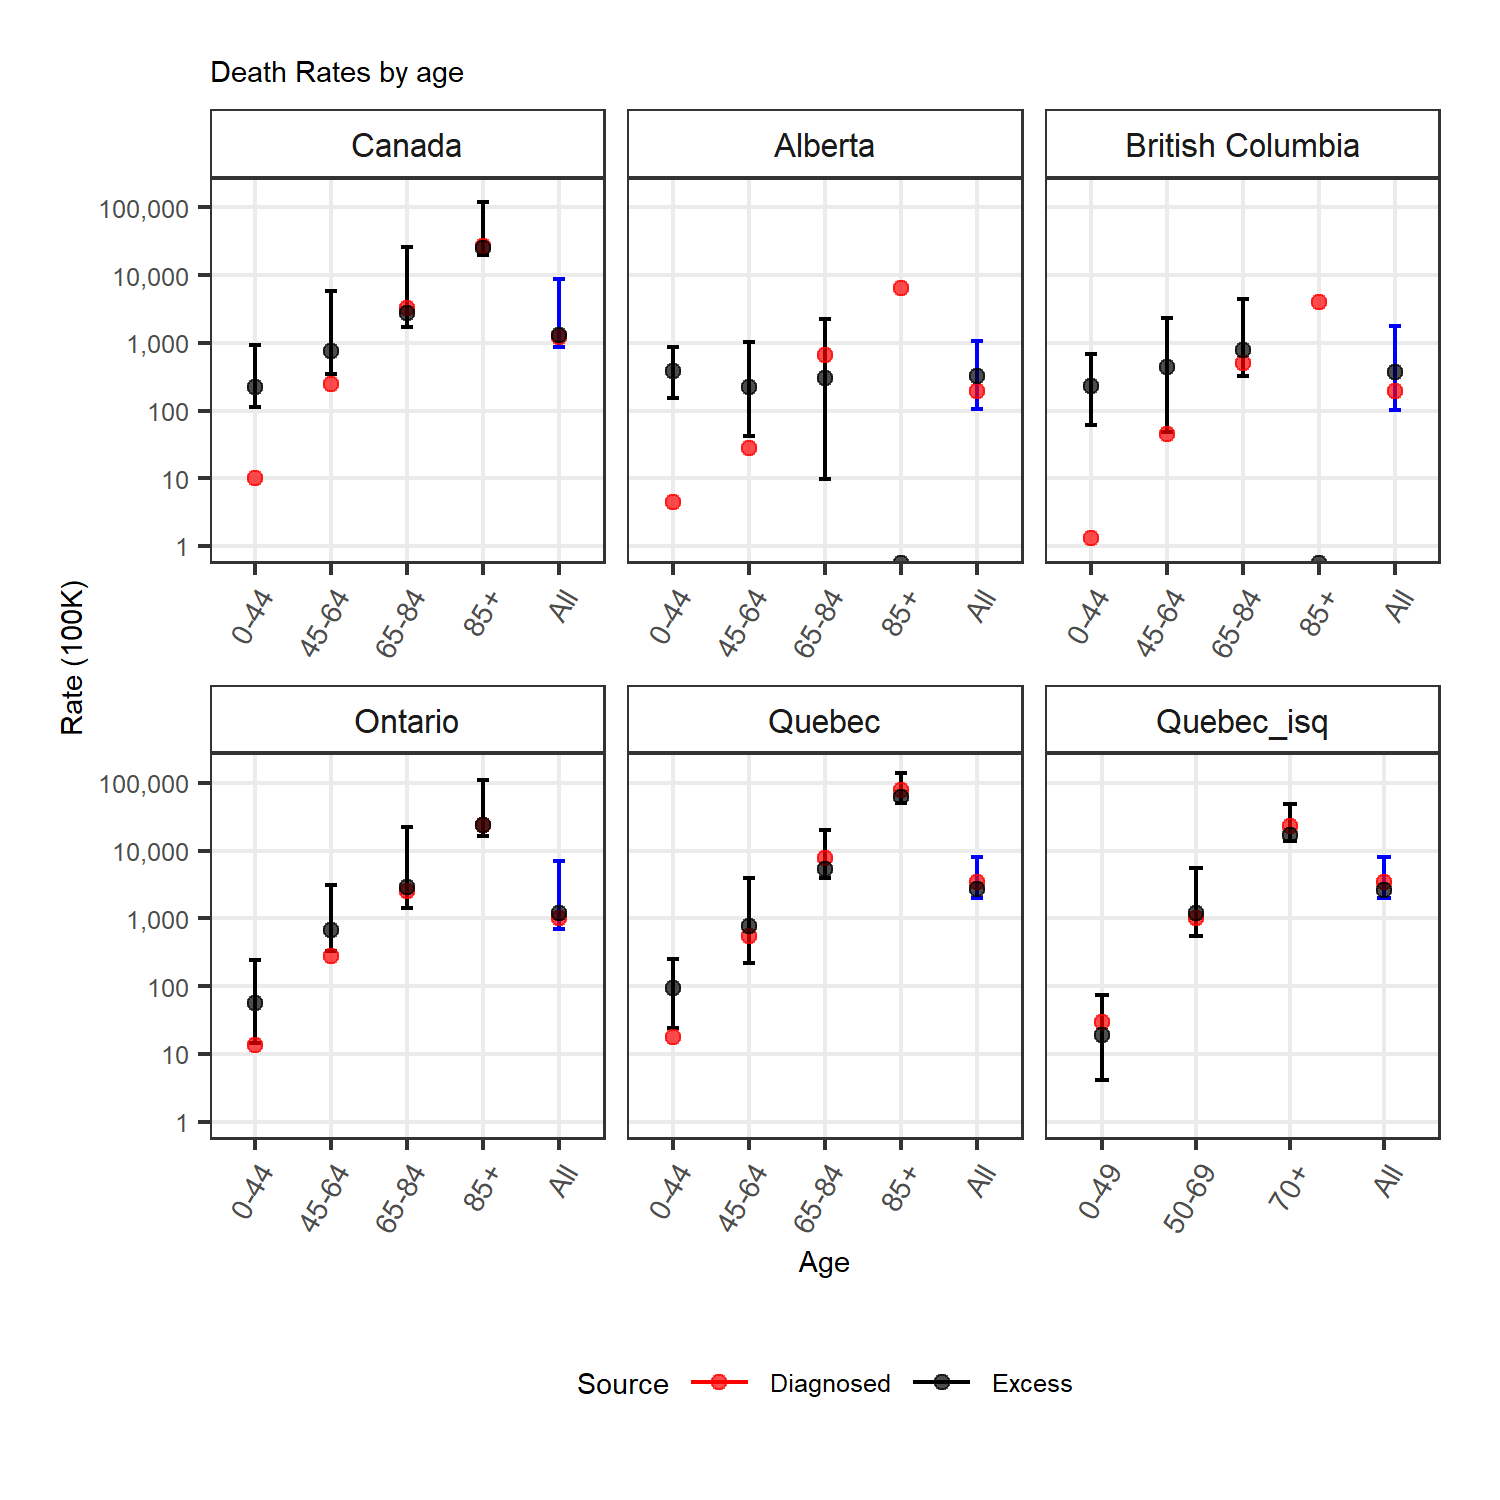 Death Rates by age
Canada
Alberta
British Columbia
100,000
10,000
1,000
100
10
1
0-44
45-64
65-84
85+
All
0-44
45-64
65-84
85+
All
0-44
45-64
65-84
85+
All
Rate (100K)
Ontario
Quebec
Quebec_isq
100,000
10,000
1,000
100
10
1
0-44
45-64
65-84
85+
All
0-44
45-64
65-84
85+
All
0-49
50-69
70+
All
Age
Source Diagnosed Excess